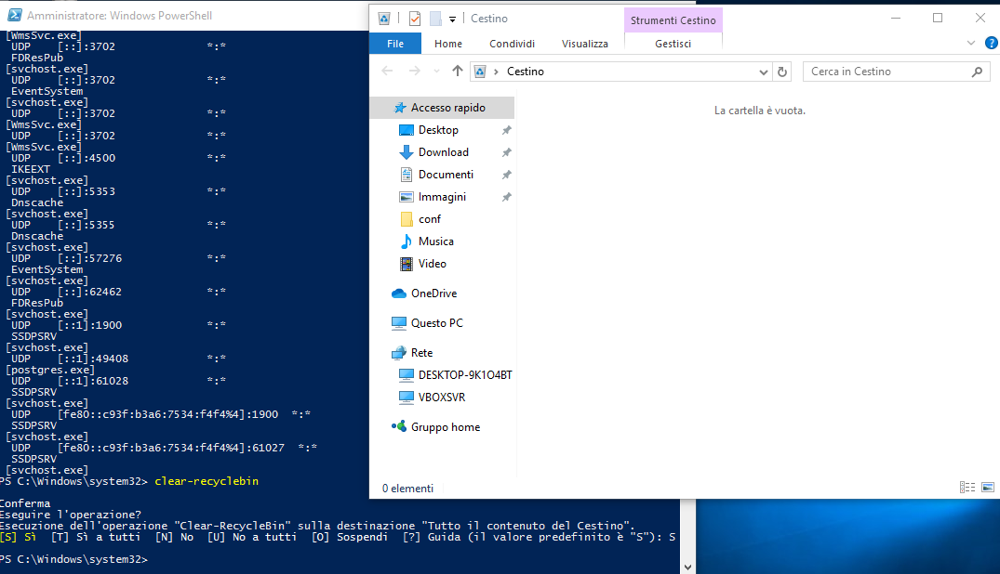 Amministratore: Windows PowerShell
[WmsSvc.exe]
UDP [::]:3702 *:*
FDResPub
[svchost.exe]
UDP [::]:3702 *:*
EventSystem
[svchost.exe]
UDP [::]:3702 *:*
[WmsSvc.exe]
UDP [::]:3702 *:*
[WmsSvc.exe]
UDP [::]:4500 *:*
IKEEXT
[svchost.exe]
UDP [::]:5353 *:*
Dnscache
[svchost.exe]
UDP [::]:5355 *:*
Dnscache
[svchost.exe]
UDP [::]:57276 *:*
EventSystem
[svchost.exe]
UDP [::]:62462 *:*
FDResPub
[svchost.exe]
UDP [::1]:1900 *:*
SSDPSRV
[svchost.exe]
UDP [::1]:49408 *:*
[postgres.exe]
UDP [::1]:61028 *:*
SSDPSRV
[svchost.exe]
UDP [fe80::c93f:b3a6:7534:f4f4%4]:1900 *:*
SSDPSRV
[svchost.exe]
UDP [fe80::c93f:b3a6:7534:f4f4%4]:61027 *:*
SSDPSRV
[svchost.exe]
PS C:\Windows\system32> clear-recyclebin
Conferma
Eseguire l'operazione?
Esecuzione dell'operazione "Clear-RecycleBin" sulla destinazione "Tutto il contenuto del Cestino".
[S] Sì [T] Sì a tutti [N] No [U] No a tutti [O] Sospendi [?] Guida (il valore predefinito è "S"): S
PS C:\Windows\system32>
Cestino
Strumenti Cestino
File Home Condividi Visualizza Gestisci
Cestino
Cerca in Cestino
Accesso rapido
Desktop
Download
Documenti
Immagini
conf
Musica
Video
OneDrive
Questo PC
Rete
DESKTOP-9K1O4BT
VBOXSVR
Gruppo home
La cartella è vuota.
0 elementi